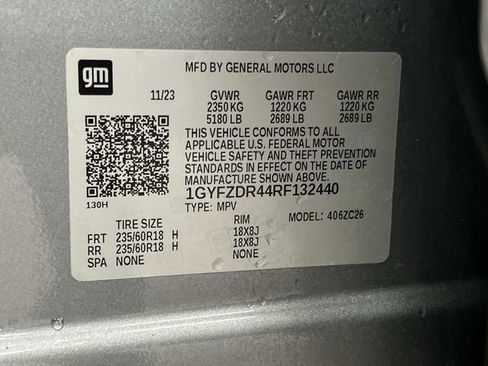 gm
MFD BY GENERAL MOTORS LLC
11/23 GVWR GAWR FRT GAWR RR
2350 KG 1220 KG 1220 KG
5180 LB 2689 LB 2689 LB
THIS VEHICLE CONFORMS TO ALL
APPLICABLE U.S. FEDERAL MOTOR
VEHICLE SAFETY AND THEFT PREVENTION
STANDARDS IN EFFECT ON THE DATE OF
MANUFACTURE SHOWN ABOVE.
1GYFZDR44RF132440
130H TYPE: MPV MODEL: 406ZC26
TIRE SIZE RIM
FRT 235/60R18 H 18X8J
RR 235/60R18 H 18X8J
SPA NONE NONE